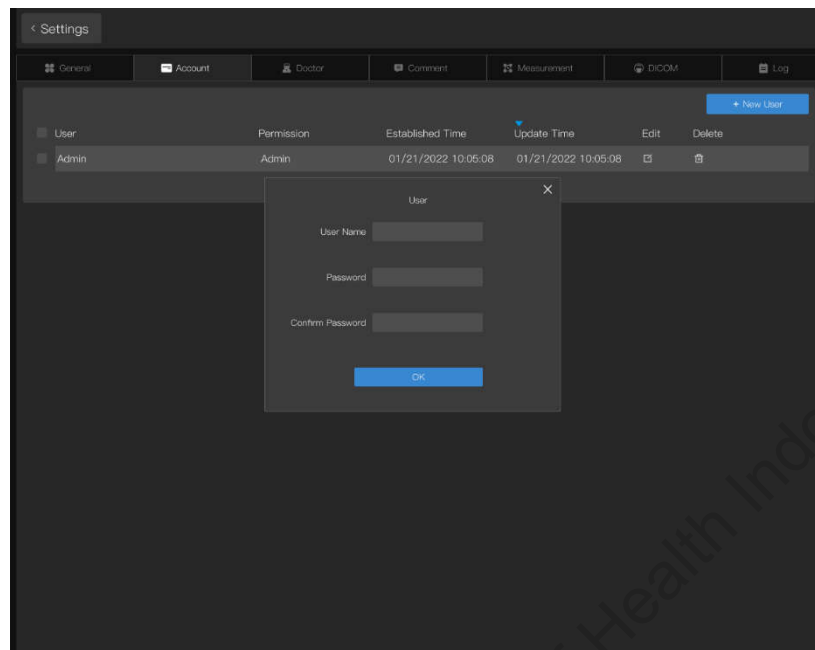 < Settings
General Account Doctor Comment Measurement DICOM Log
+ New User
User Permission Established Time Update Time Edit Delete
Admin Admin 01/21/2022 10:05:08 01/21/2022 10:05:08
User
User Name
Password
Confirm Password
OK
Health